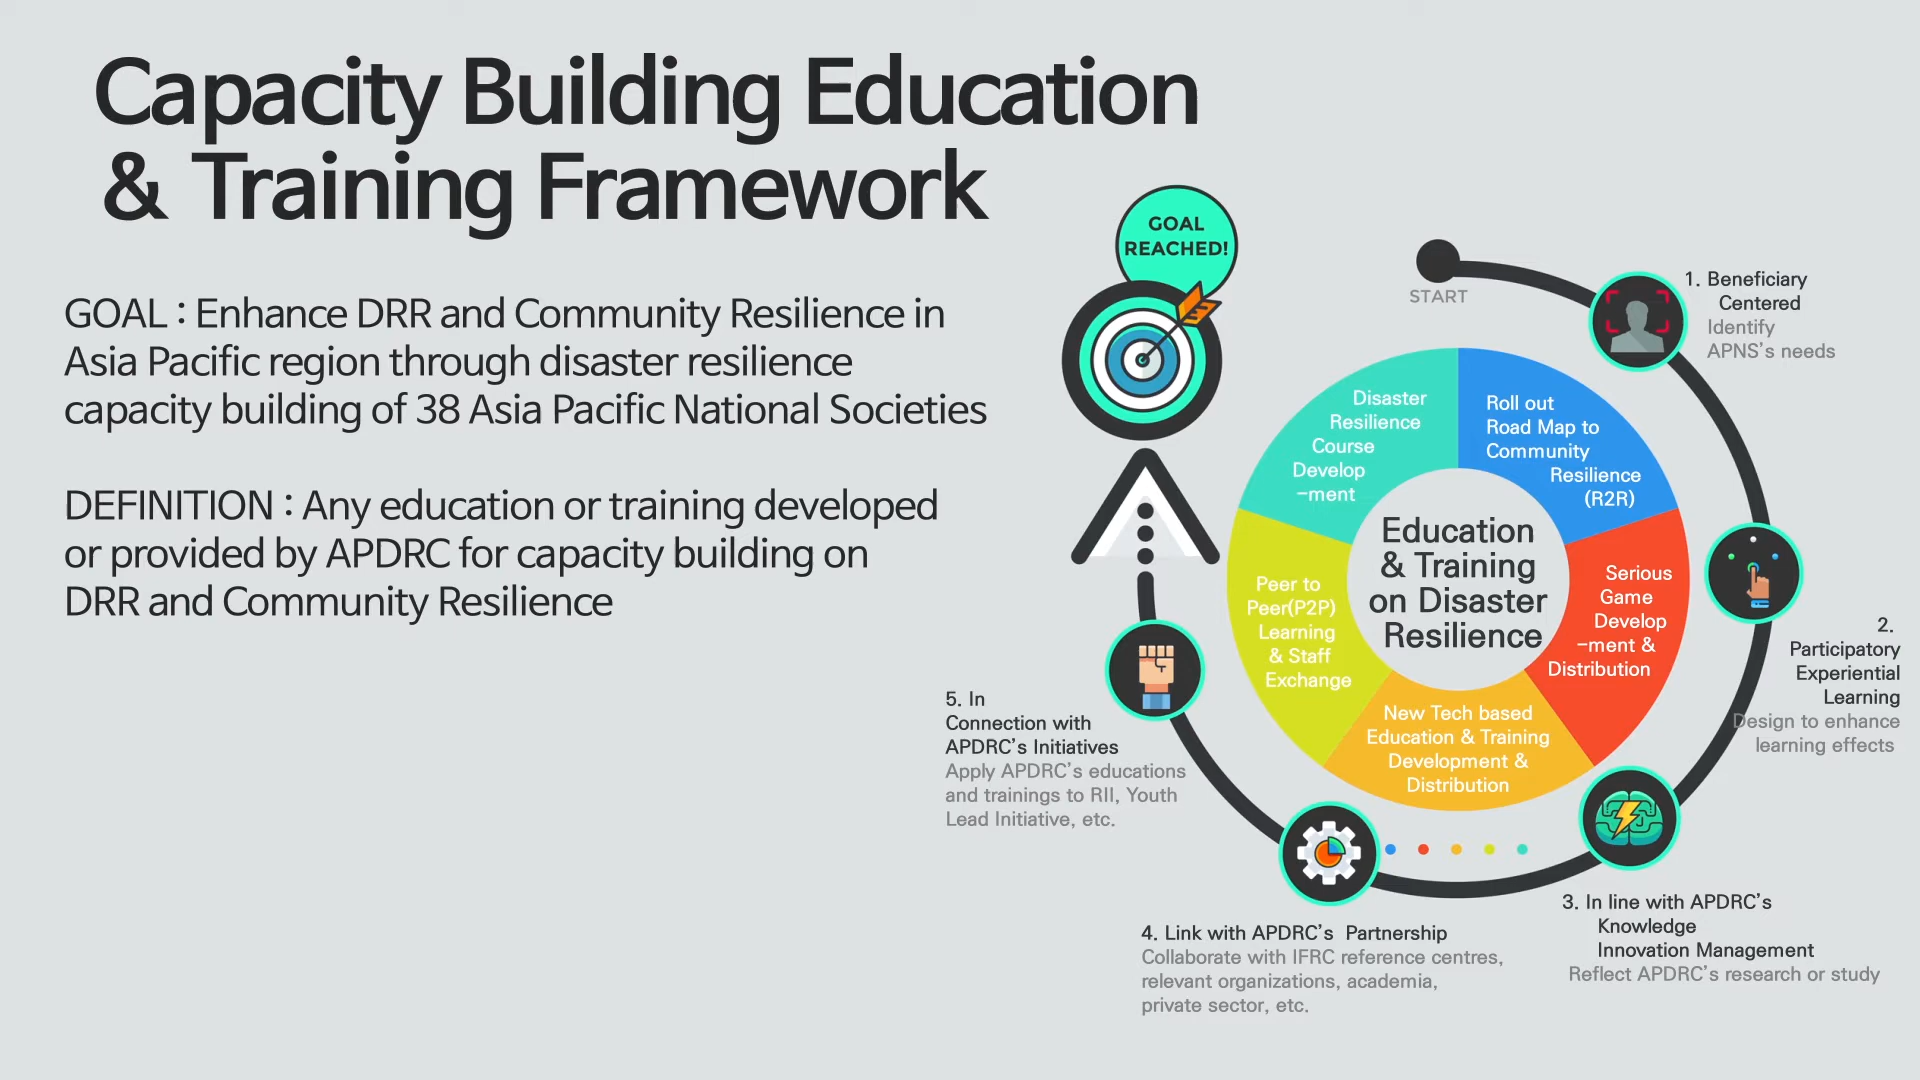 Capacity Building Education
& Training Framework
GOAL : Enhance DRR and Community Resilience in
Asia Pacific region through disaster resilience
capacity building of 38 Asia Pacific National Societies
DEFINITION : Any education or training developed
or provided by APDRC for capacity building on
DRR and Community Resilience
GOAL
REACHED!
START
1. Beneficiary
Centered
Identify
APNS's needs
2.
Participatory
Experiential
Learning
Design to enhance
learning effects
3. In line with APDRC's
Knowledge
Innovation Management
Reflect APDRC's research or study
4. Link with APDRC's Partnership
Collaborate with IFRC reference centres,
relevant organizations, academia,
private sector, etc.
5. In
Connection with
APDRC's Initiatives
Apply APDRC's educations
and trainings to RII, Youth
Lead Initiative, etc.
Education
& Training
on Disaster
Resilience
Roll out
Road Map to
Community
Resilience
(R2R)
Serious
Game
Develop
-ment &
Distribution
New Tech based
Education & Training
Development &
Distribution
Peer to
Peer(P2P)
Learning
& Staff
Exchange
Disaster
Resilience
Course
Develop
-ment